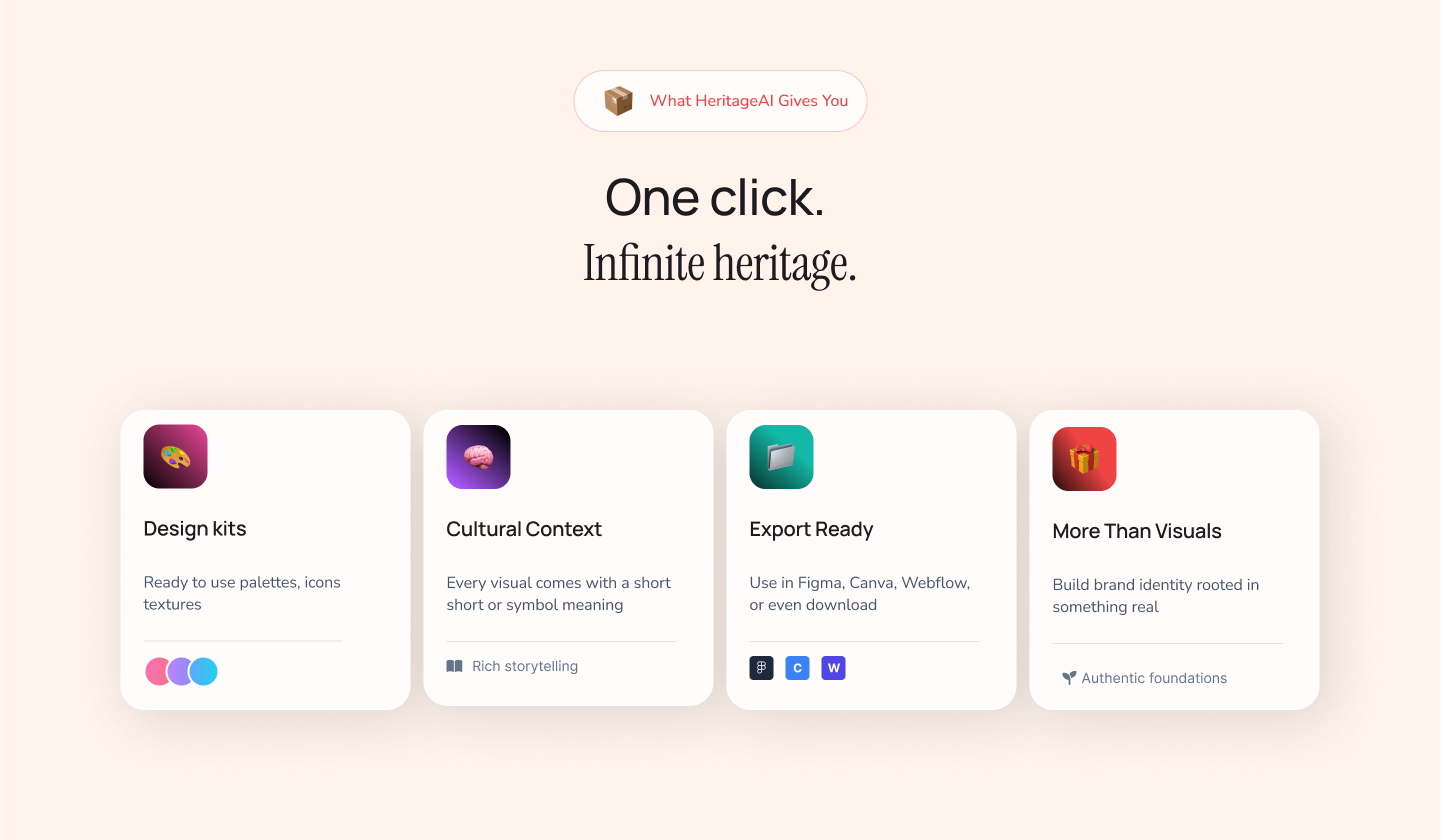 What HeritageAI Gives You
One click.
Infinite heritage.
Design kits
Ready to use palettes, icons
textures
Cultural Context
Every visual comes with a short
short or symbol meaning
Rich storytelling
Export Ready
Use in Figma, Canva, Webflow,
or even download
C
W
More Than Visuals
Build brand identity rooted in
something real
Authentic foundations